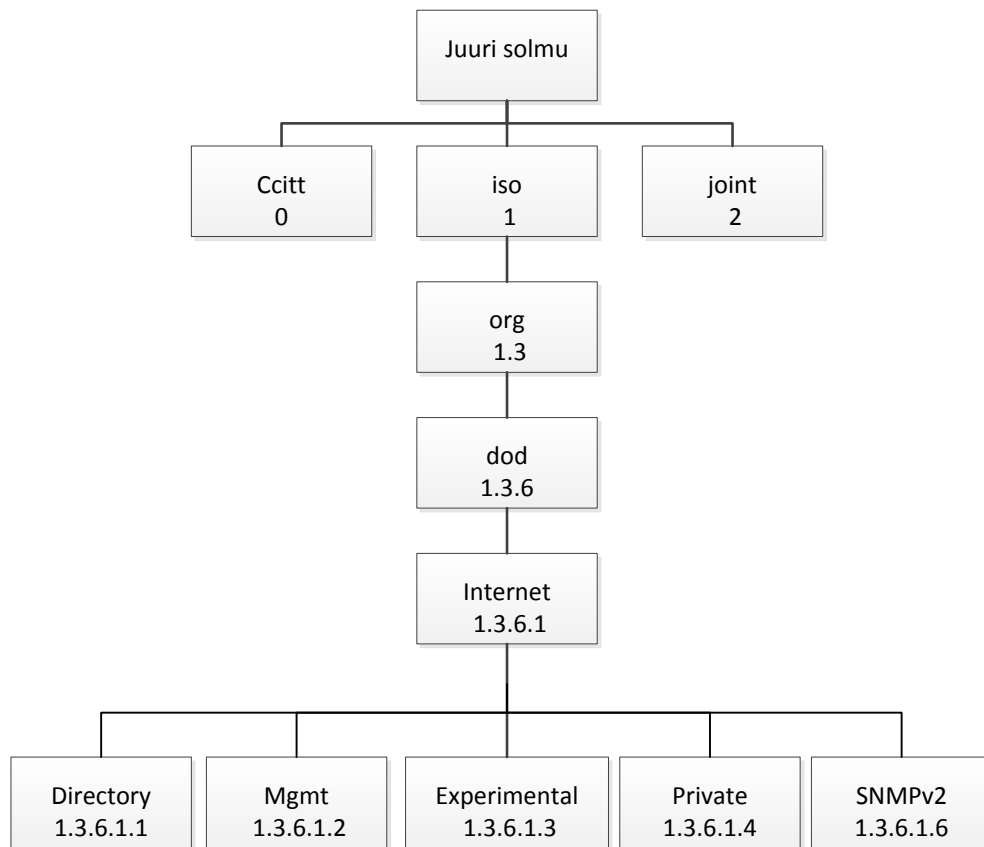 Juuri solmu
Ccitt
0
iso
1
joint
2
org
1.3
dod
1.3.6
Internet
1.3.6.1
Directory
1.3.6.1.1
Mgmt
1.3.6.1.2
Experimental
1.3.6.1.3
Private
1.3.6.1.4
SNMPv2
1.3.6.1.6